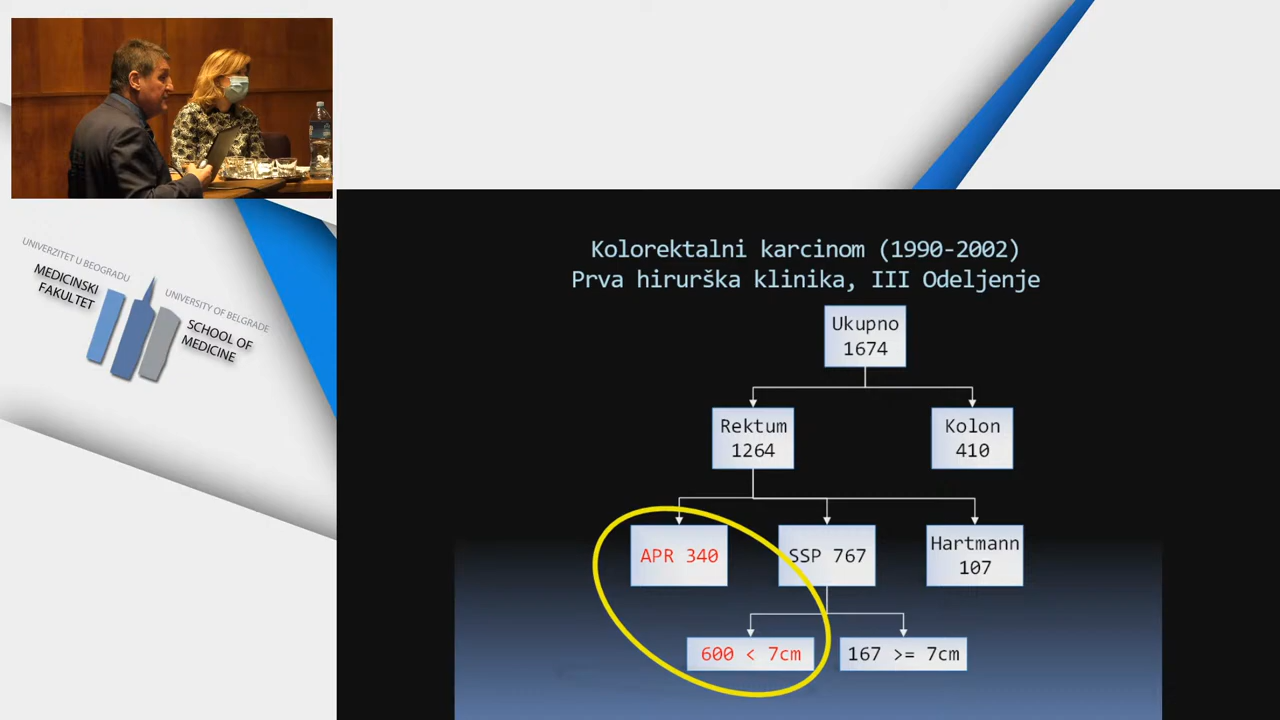 UNIVERZITET U BEOGRADU
MEDICINSKI
FAKULTET
UNIVERSITY OF BELGRADE
SCHOOL OF
MEDICINE
Kolorektalni karcinom (1990-2002)
Prva hirurška klinika, III Odeljenje
Ukupno
1674
Rektum
1264
Kolon
410
APR 340
SSP 767
Hartmann
107
600 < 7cm
167 >= 7cm